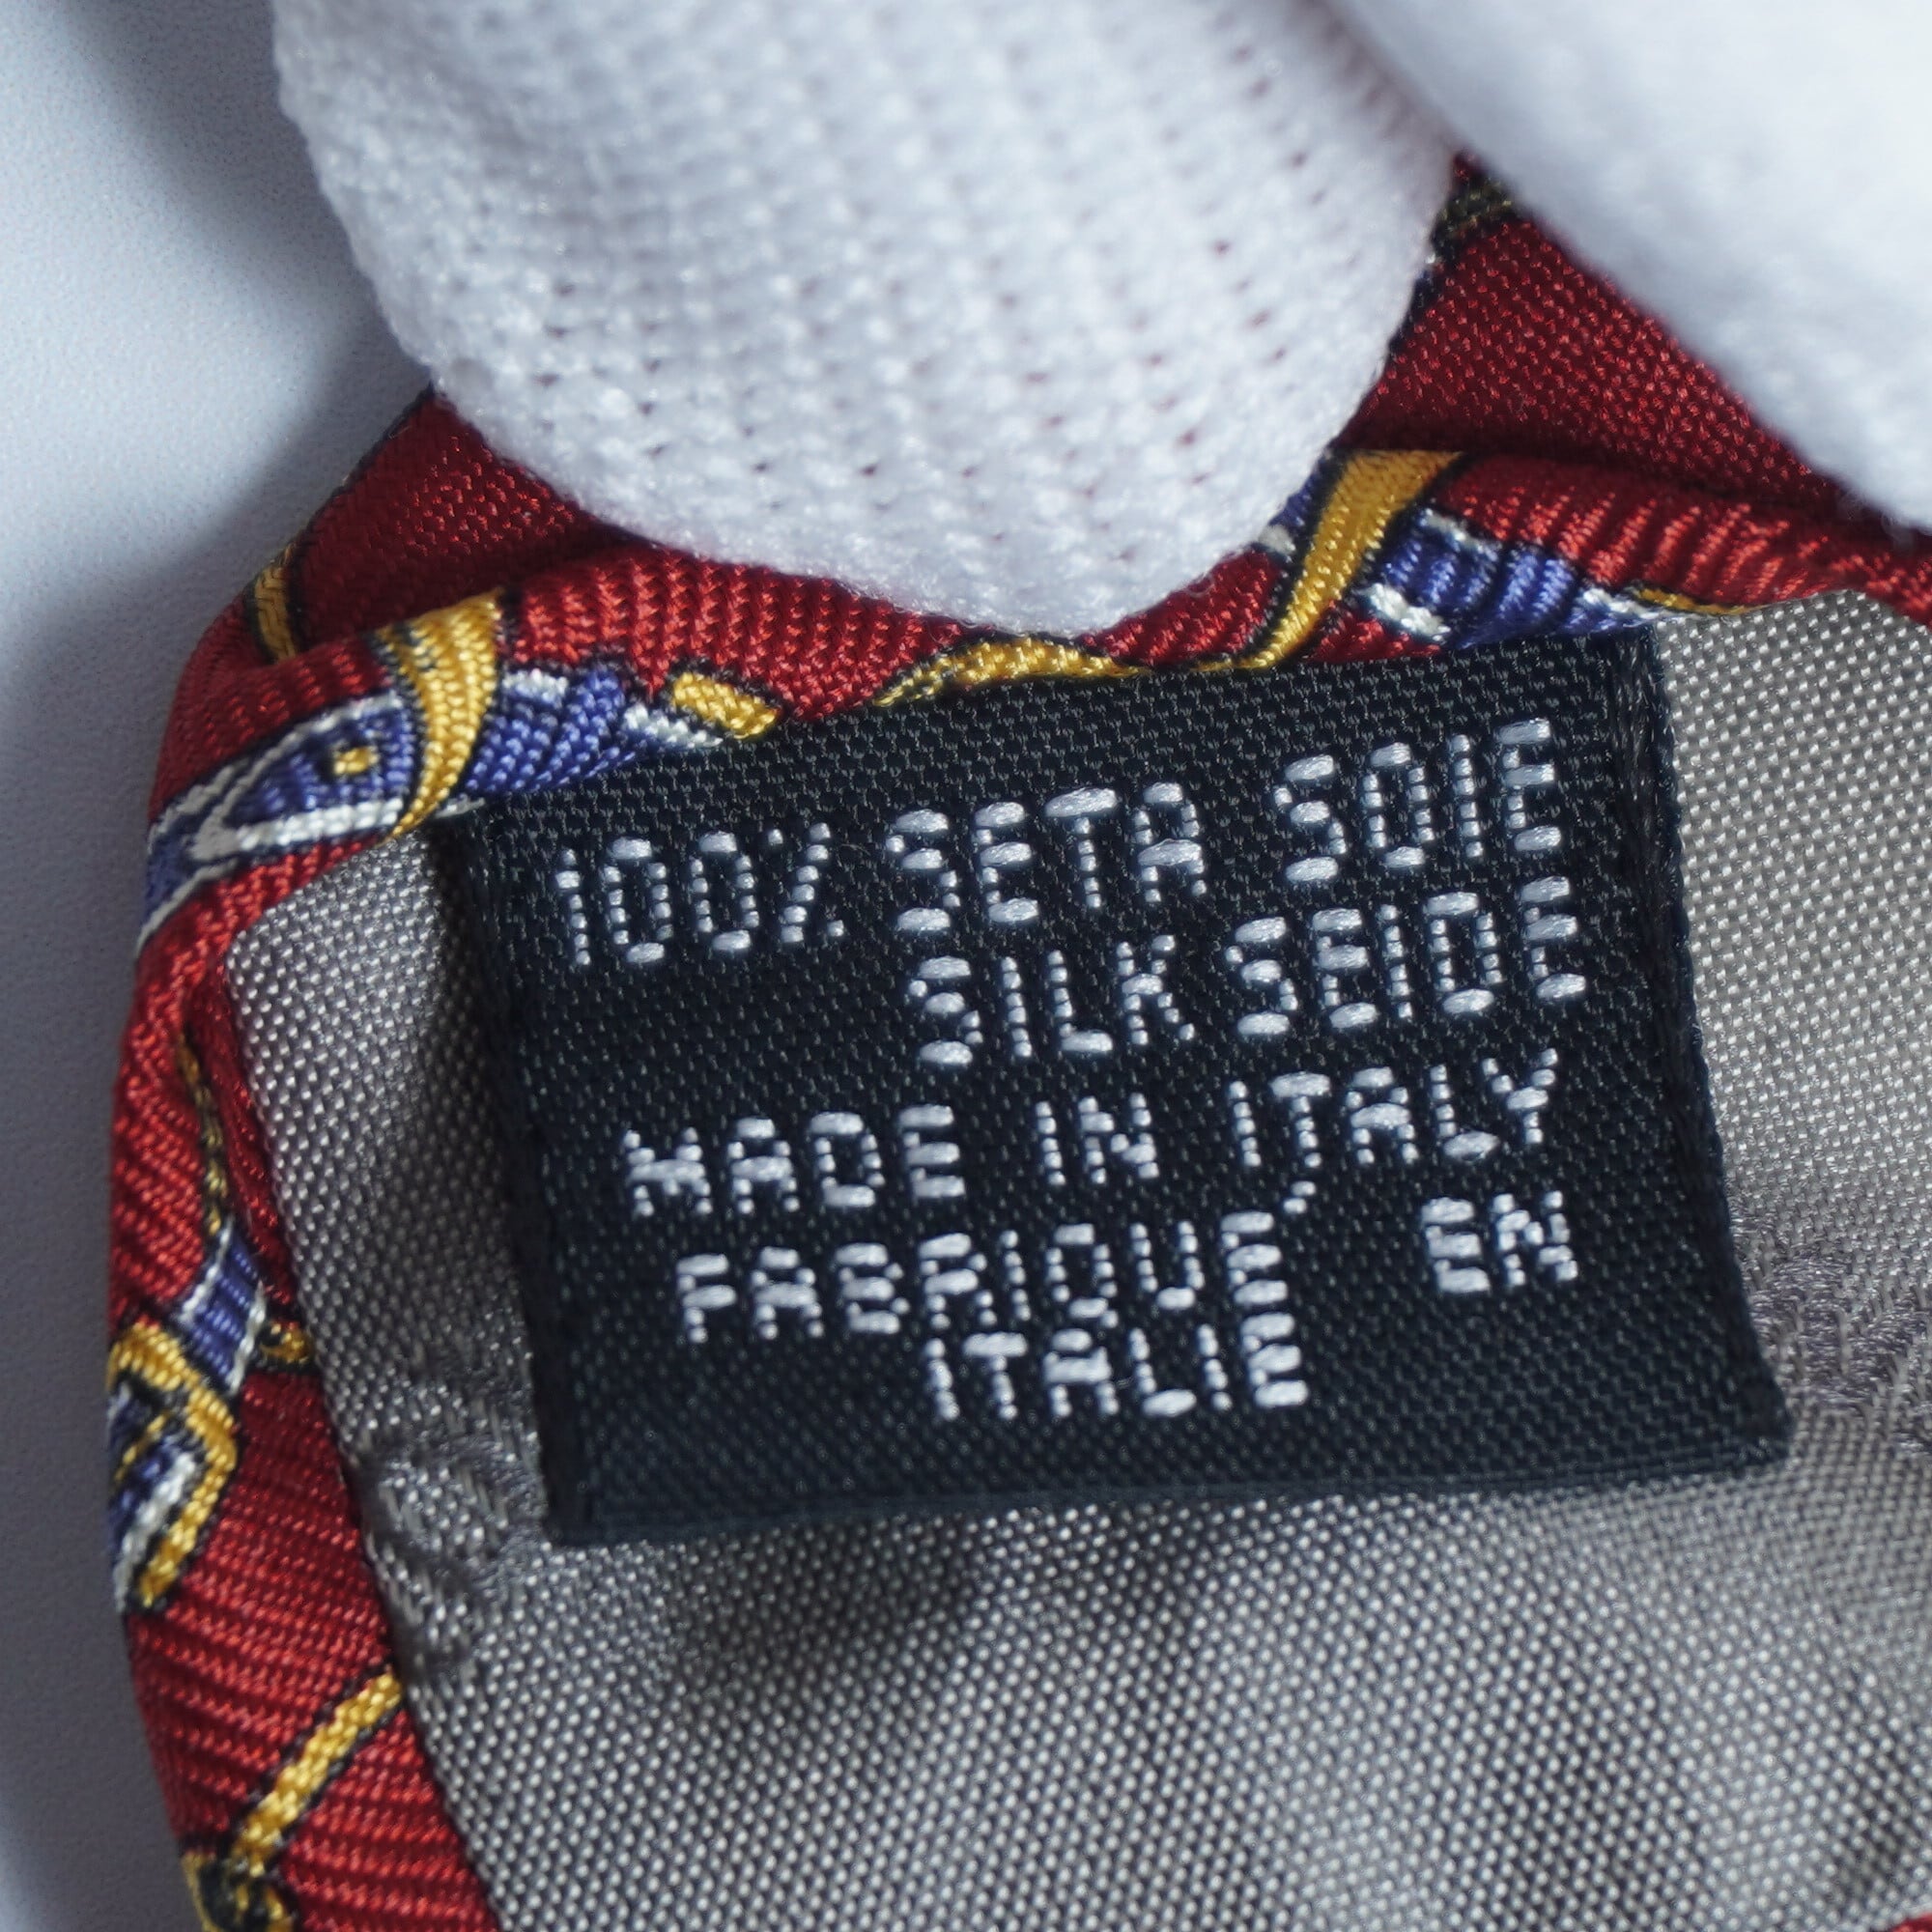 100% SETA SOIE
SILK SEIDE
MADE IN ITALY
FABRIQUÉ EN
ITALIE